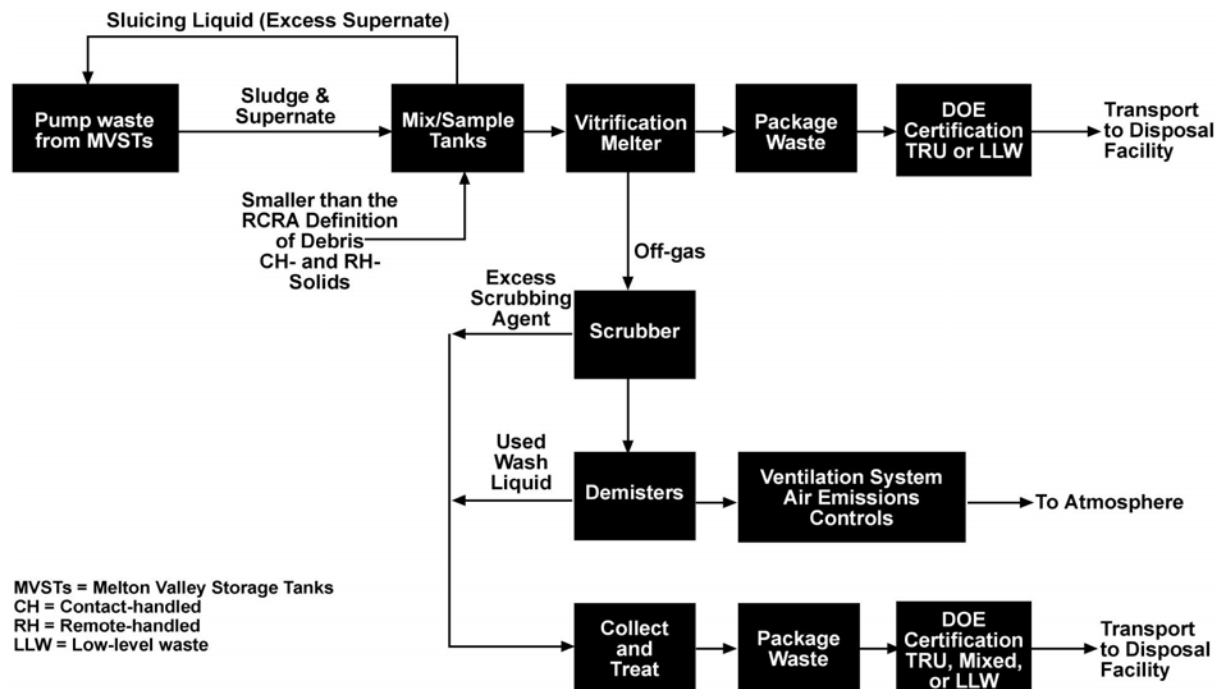 Sluicing Liquid (Excess Supernate)
Pump waste
from MVSTs
Sludge &
Supernate
Mix/Sample
Tanks
Vitrification
Melter
Package
Waste
DOE
Certification
TRU or LLW
Transport
to Disposal
Facility
Smaller than the
RCRA Definition
of Debris
CH- and RH-
Solids
Off-gas
Excess
Scrubbing
Agent
Scrubber
Used
Wash
Liquid
Demisters
Ventilation System
Air Emissions
Controls
To Atmosphere
MVSTs = Melton Valley Storage Tanks
CH = Contact-handled
RH = Remote-handled
LLW = Low-level waste
Collect
and
Treat
Package
Waste
DOE
Certification
TRU, Mixed,
or LLW
Transport
to Disposal
Facility